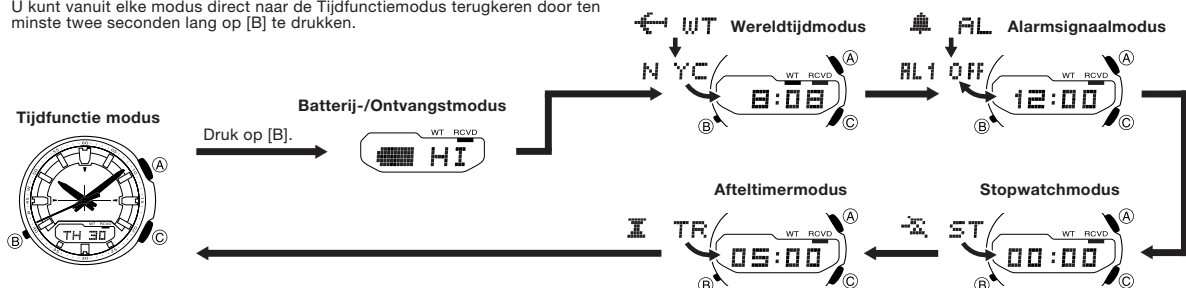 U kunt vanuit elke modus direct naar de Tijdfunctiemodus terugkeren door ten
minste twee seconden lang op [B] te drukken.
Tijdfunctie modus
TH 30
WT RCVD
A
B
C
Druk op [B].
Batterij-/Ontvangstmodus
WT RCVD
HI
WT Wereldtijdmodus
N YC
WT RCVD
8:08
A
B
C
AL Alarmsignaalmodus
AL1 OFF
WT RCVD
12:00
A
B
C
Stopwatchmodus
ST
WT RCVD
00:00
A
B
C
Afteltimermodus
TR
WT RCVD
05:00
A
B
C